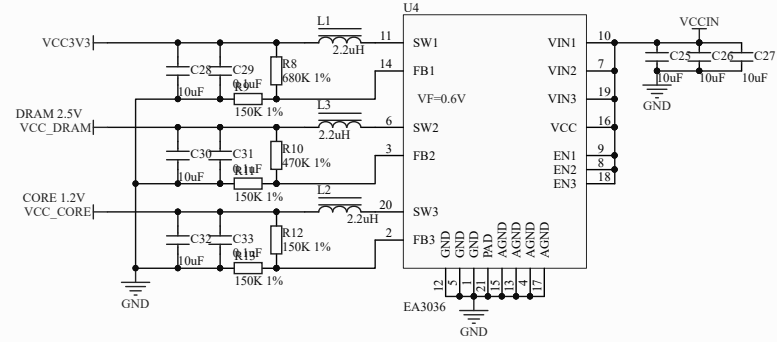 U4
L1
2.2uH
VCC3V3
11
SW1
VIN1
10
VCCIN
C28
10uF
C29
0.1uF
R8
680K 1%
14
FB1
VIN2
7
C25
10uF
C26
10uF
C27
10uF
R9
150K 1%
VF=0.6V
VIN3
19
GND
DRAM 2.5V
VCC_DRAM
L3
2.2uH
6
SW2
VCC
16
C30
10uF
C31
0.1uF
R10
470K 1%
3
FB2
EN1
9
EN2
8
EN3
18
R11
150K 1%
CORE 1.2V
VCC_CORE
L2
2.2uH
20
SW3
C32
10uF
C33
0.1uF
R12
150K 1%
2
FB3
R13
150K 1%
GND
GND
GND
GND
PAD
AGND
AGND
AGND
AGND
12
5
1
21
15
13
4
17
EA3036
GND